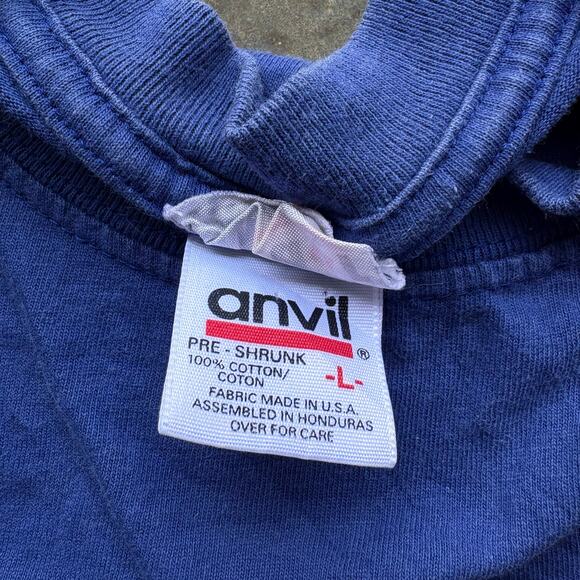 anvil®
PRE - SHRUNK
100% COTTON/
COTON
-L-
FABRIC MADE IN U.S.A.
ASSEMBLED IN HONDURAS
OVER FOR CARE